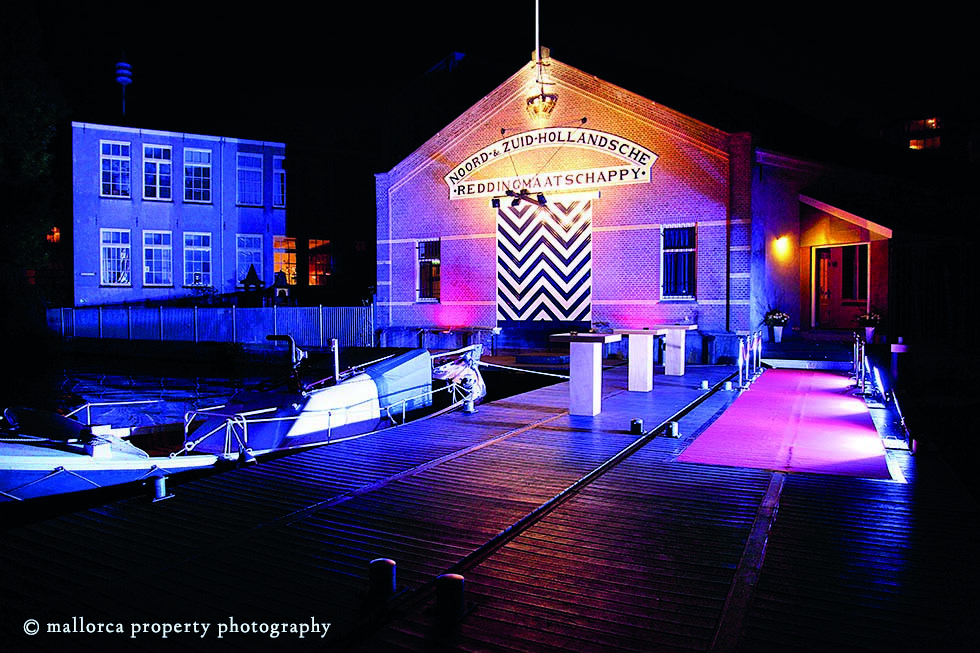 NOORD-& ZUID-HOLLANDSCHE
•REDDINGMAATSCHAPPY•
© mallorca property photography